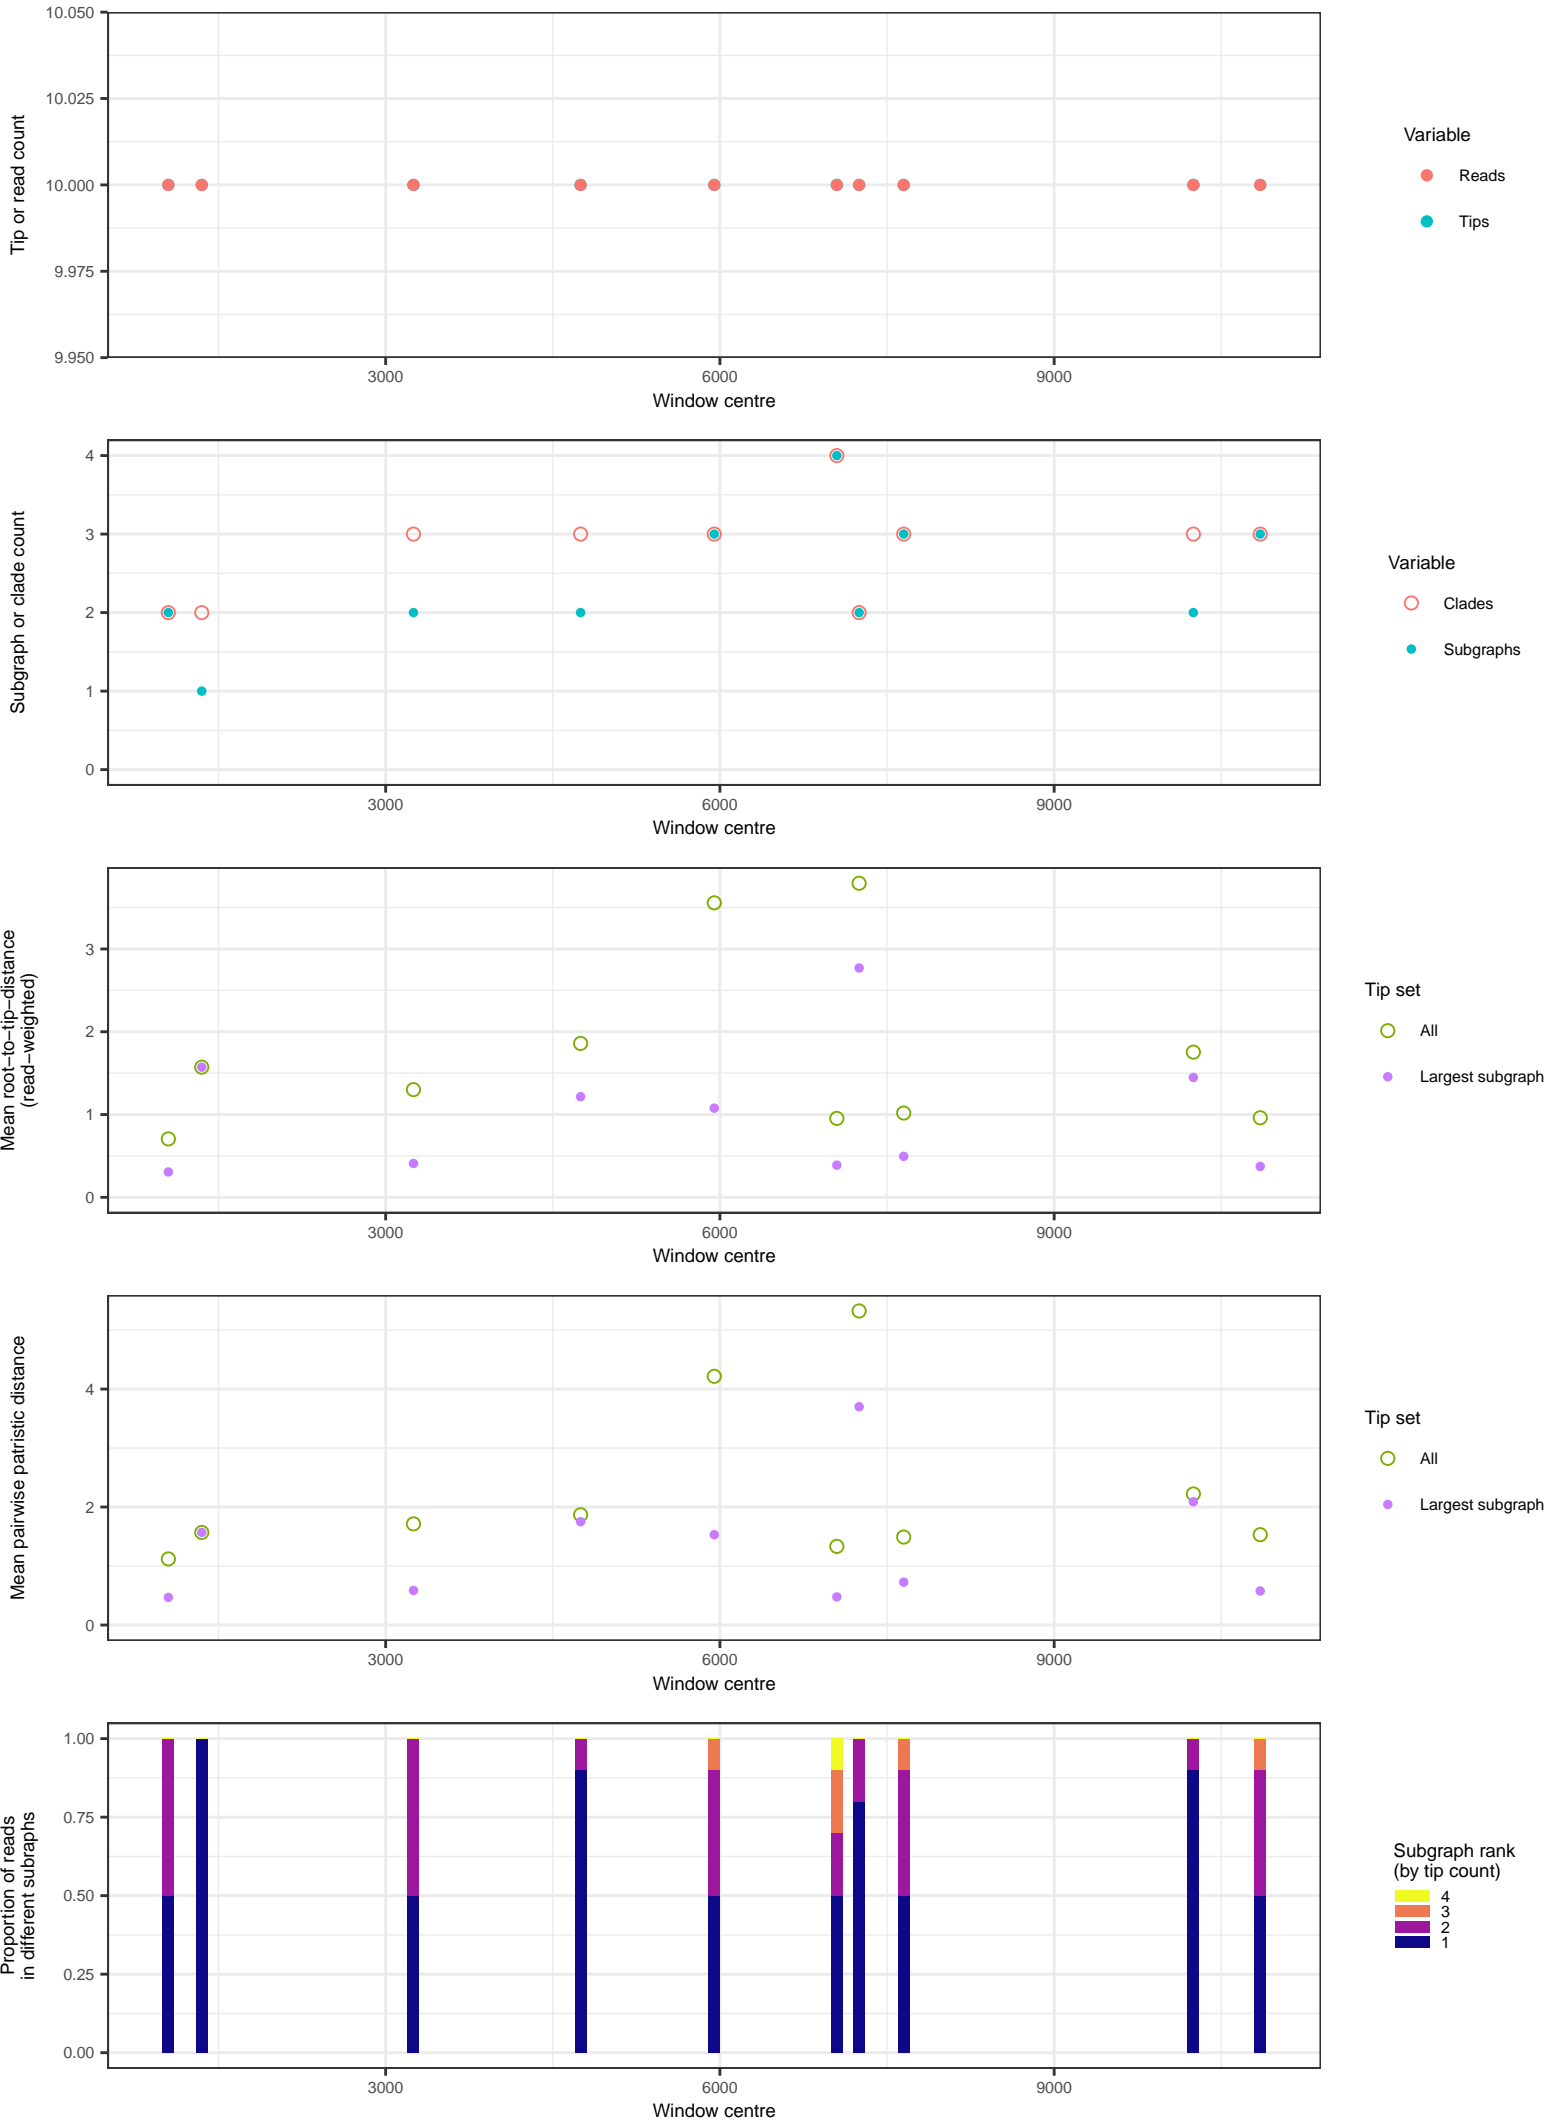 10.050
10.025
10.000
9.975
9.950
Tip or read count
3000
6000
9000
Window centre
Variable
Reads
Tips
4
3
2
1
0
Subgraph or clade count
3000
6000
9000
Window centre
Variable
Clades
Subgraphs
3
2
1
0
Mean root−to−tip−distance
(read−weighted)
3000
6000
9000
Window centre
Tip set
All
Largest subgraph
4
2
0
Mean pairwise patristic distance
3000
6000
9000
Window centre
Tip set
All
Largest subgraph
1.00
0.75
0.50
0.25
0.00
Proportion of reads
in different subraphs
3000
6000
9000
Window centre
Subgraph rank
(by tip count)
4
3
2
1